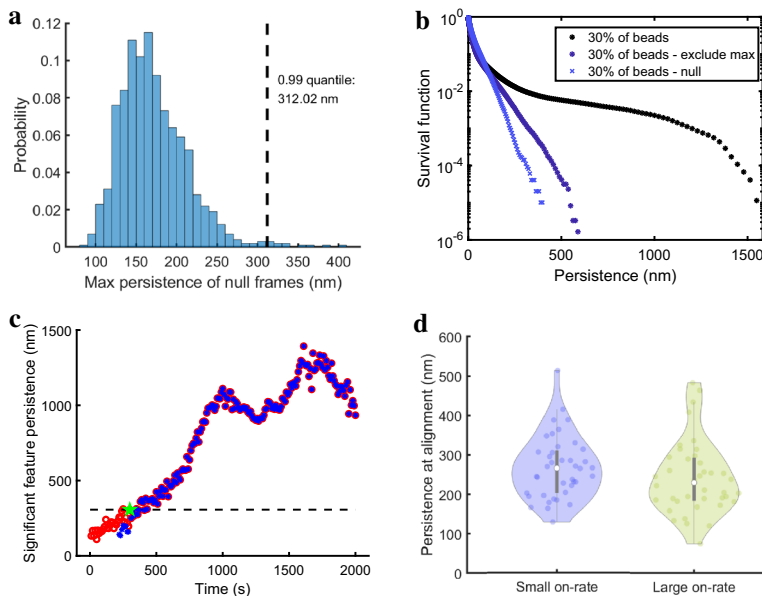 a
0.12
0.1
0.08
0.06
0.04
0.02
0
Probability
100 150 200 250 300 350 400
Max persistence of null frames (nm)
0.99 quantile:
312.02 nm
b
10^0
10^-2
10^-4
10^-6
Survival function
0 500 1000 1500
Persistence (nm)
30% of beads
30% of beads - exclude max
30% of beads - null
c
1500
1000
500
0
Significant feature persistence (nm)
0 500 1000 1500 2000
Time (s)
d
600
500
400
300
200
100
0
Persistence at alignment (nm)
Small on-rate Large on-rate